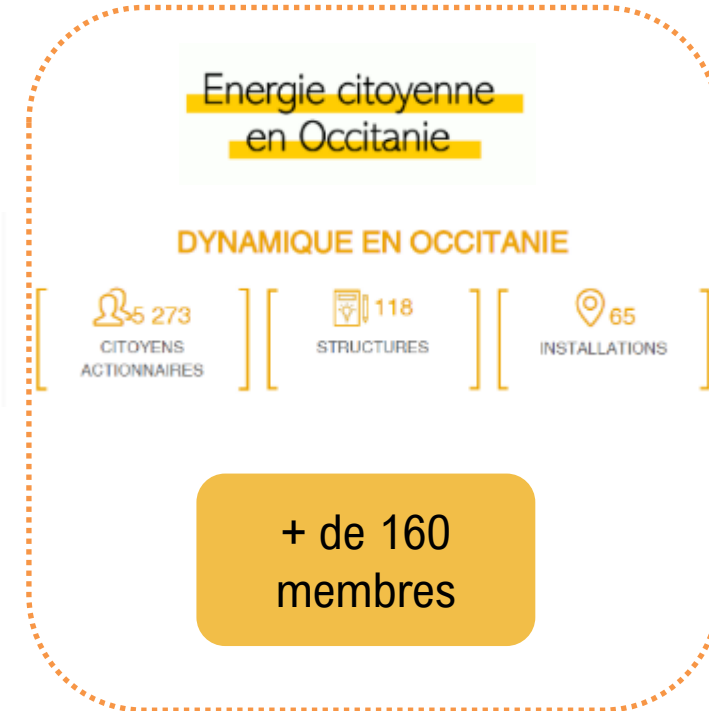 Energie citoyenne
en Occitanie
DYNAMIQUE EN OCCITANIE
5 273
CITOYENS
ACTIONNAIRES
118
STRUCTURES
65
INSTALLATIONS
+ de 160
membres